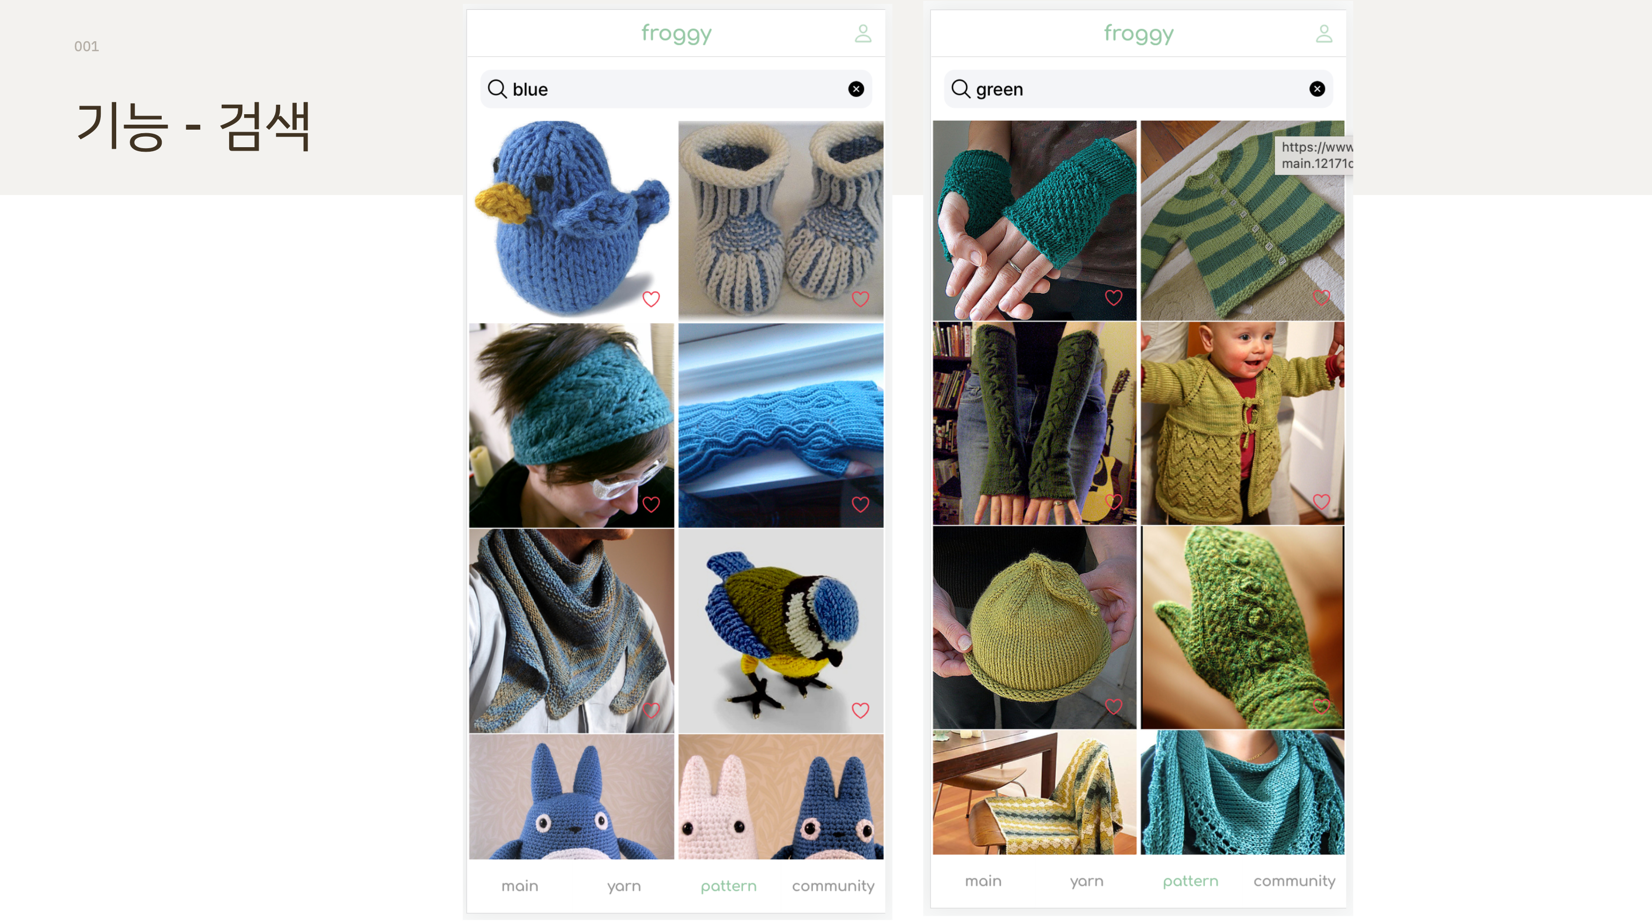 001
기능 - 검색
froggy
blue
main yarn pattern community
froggy
green
https://www
main.12171c
main yarn pattern community